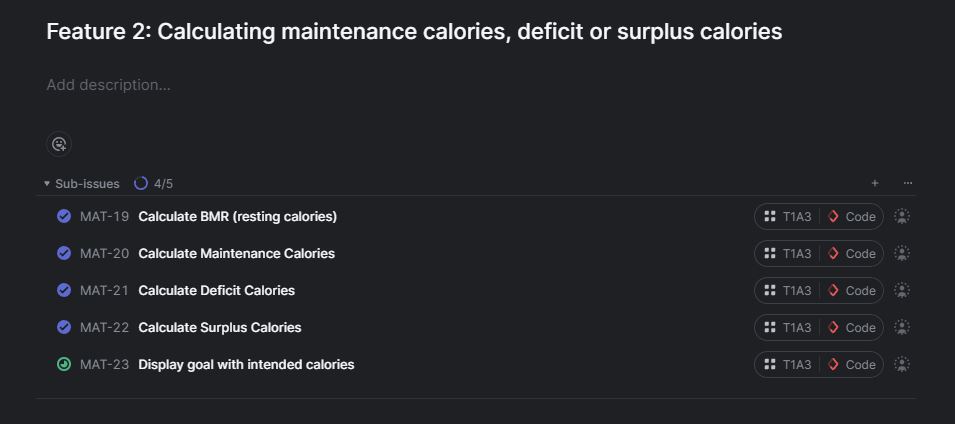 Feature 2: Calculating maintenance calories, deficit or surplus calories
Add description...
Sub-issues 4/5
MAT-19 Calculate BMR (resting calories) T1A3 Code
MAT-20 Calculate Maintenance Calories T1A3 Code
MAT-21 Calculate Deficit Calories T1A3 Code
MAT-22 Calculate Surplus Calories T1A3 Code
MAT-23 Display goal with intended calories T1A3 Code